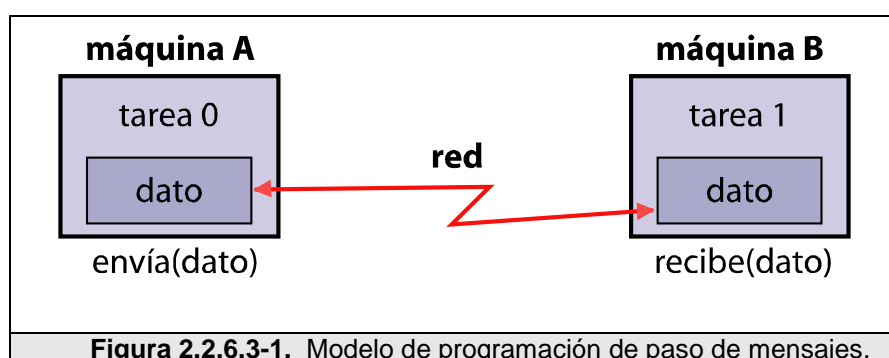 máquina A
máquina B
tarea 0
tarea 1
red
dato
dato
envía(dato)
recibe(dato)
Figura 2.2.6.3-1. Modelo de programación de paso de mensajes.